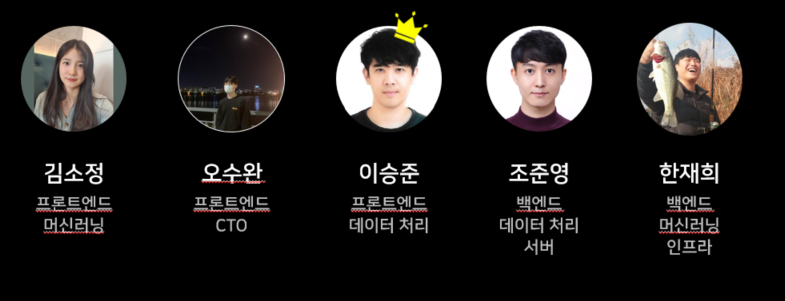 김소정
프론트엔드
머신러닝
오수완
프론트엔드
CTO
이승준
프론트엔드
데이터 처리
조준영
백엔드
데이터 처리
서버
한재희
백엔드
머신러닝
인프라